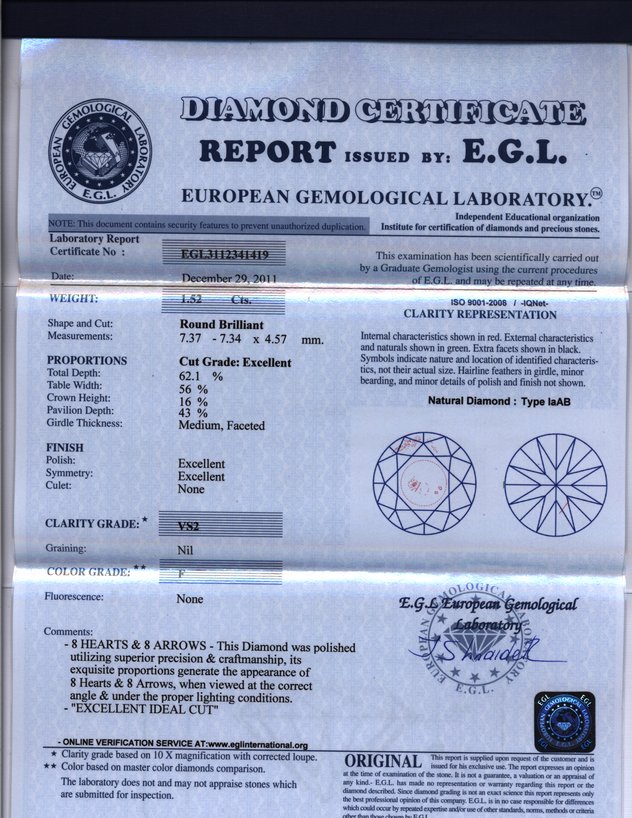 DIAMOND CERTIFICATE
REPORT ISSUED BY: E.G.L.
EUROPEAN GEMOLOGICAL LABORATORY.™
EUROPEAN GEMOLOGICAL LABORATORY
E.G.L.
Independent Educational organization
Institute for certification of diamonds and precious stones.
NOTE: This document contains security features to prevent unauthorized duplication.
Laboratory Report
Certificate No : EGL3112341419
Date: December 29, 2011
WEIGHT: 1.52 Cts.
Shape and Cut: Round Brilliant
Measurements: 7.37 - 7.34 x 4.57 mm.
PROPORTIONS Cut Grade: Excellent
Total Depth: 62.1 %
Table Width: 56 %
Crown Height: 16 %
Pavilion Depth: 43 %
Girdle Thickness: Medium, Faceted
FINISH
Polish: Excellent
Symmetry: Excellent
Culet: None
CLARITY GRADE: * VS2
Graining: Nil
COLOR GRADE: ** F
Fluorescence: None
Comments:
- 8 HEARTS & 8 ARROWS - This Diamond was polished
utilizing superior precision & craftmanship, its
exquisite proportions generate the appearance of
8 Hearts & 8 Arrows, when viewed at the correct
angle & under the proper lighting conditions.
- "EXCELLENT IDEAL CUT"
- ONLINE VERIFICATION SERVICE AT:www.eglinternational.org
* Clarity grade based on 10 X magnification with corrected loupe.
** Color based on master color diamonds comparison.
The laboratory does not and may not appraise stones which
are submitted for inspection.
This examination has been scientifically carried out
by a Graduate Gemologist using the current procedures
of E.G.L. and may be repeated at any time.
ISO 9001-2008 / -IQNet-
CLARITY REPRESENTATION
Internal characteristics shown in red. External characteristics
and naturals shown in green. Extra facets shown in black.
Symbols indicate nature and location of identified characteris-
tics, not their actual size. Hairline feathers in girdle, minor
bearding, and minor details of polish and finish not shown.
Natural Diamond : Type IaAB
E.G.L European Gemological
Laboratory
EUROPEAN GEMOLOGICAL LABORATORY
E.G.L.
EGL
EGL
ORIGINAL This report is supplied upon request of the customer and is
issued for his exclusive use. The report expresses an opinion
at the time of examination of the stone. It is not a guarantee, a valuation or an appraisal of
any kind.- E.G.L. has made no representation or warranty regarding this report or the
diamond described. Since diamond grading is not an exact science this report represents only
the best professional opinion of this company. E.G.L. is in no case responsible for differences
which could occur by repeated expertise and/or use of other standards, norms, methods or criteria
other than those chosen by E.G.L.